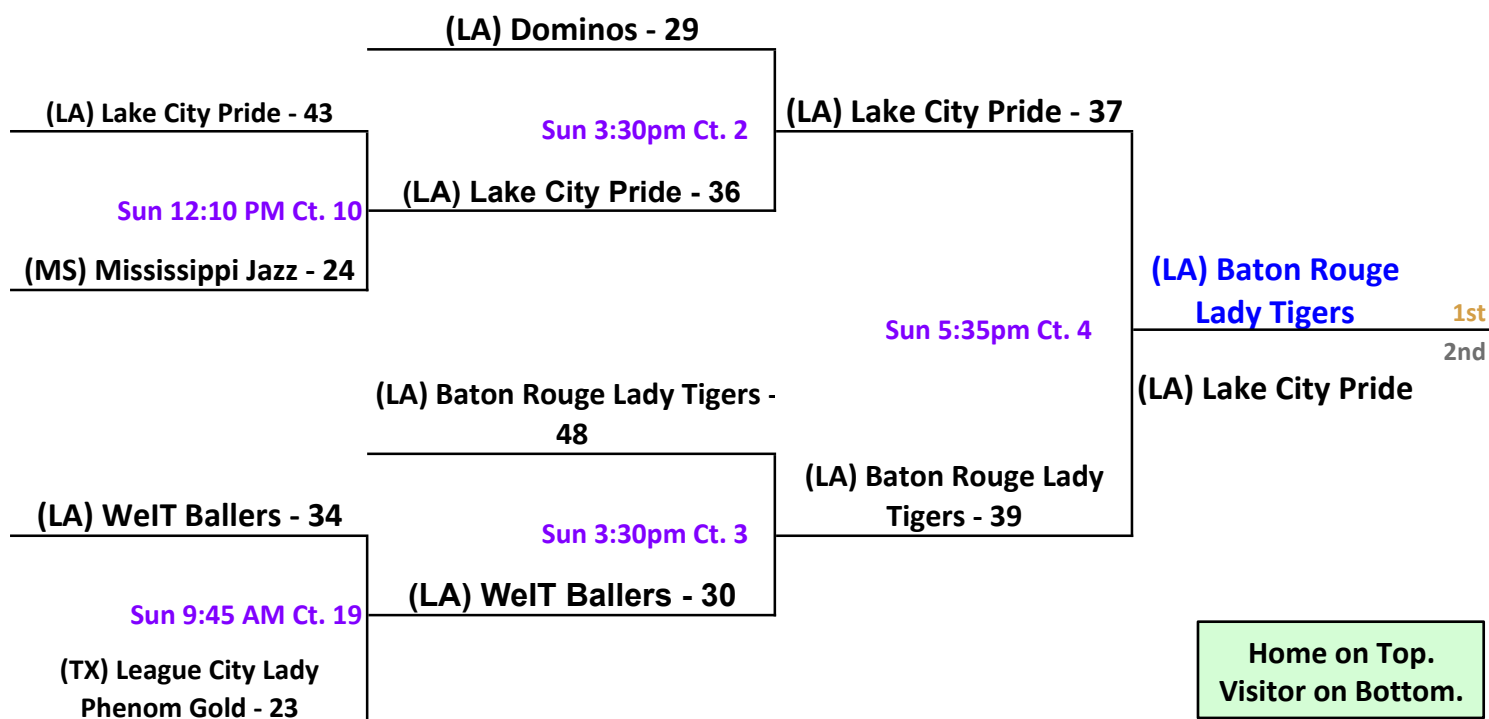 (LA) Dominos - 29
(LA) Lake City Pride - 43
Sun 3:30pm Ct. 2
(LA) Lake City Pride - 37
Sun 12:10 PM Ct. 10
(LA) Lake City Pride - 36
(MS) Mississippi Jazz - 24
(LA) Baton Rouge
Lady Tigers
1st
Sun 5:35pm Ct. 4
2nd
(LA) Baton Rouge Lady Tigers -
48
(LA) Lake City Pride
(LA) WeIT Ballers - 34
Sun 3:30pm Ct. 3
(LA) Baton Rouge Lady
Tigers - 39
Sun 9:45 AM Ct. 19
(LA) WeIT Ballers - 30
(TX) League City Lady
Phenom Gold - 23
Home on Top.
Visitor on Bottom.